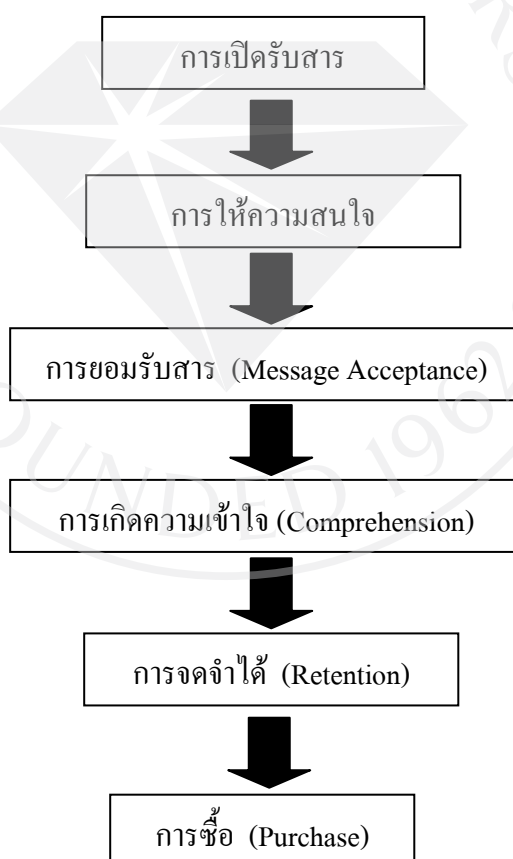 การเปิดรับสาร
การให้ความสนใจ
การยอมรับสาร (Message Acceptance)
การเกิดความเข้าใจ (Comprehension)
การจดจำได้ (Retention)
การซื้อ (Purchase)
OUNDED 1962